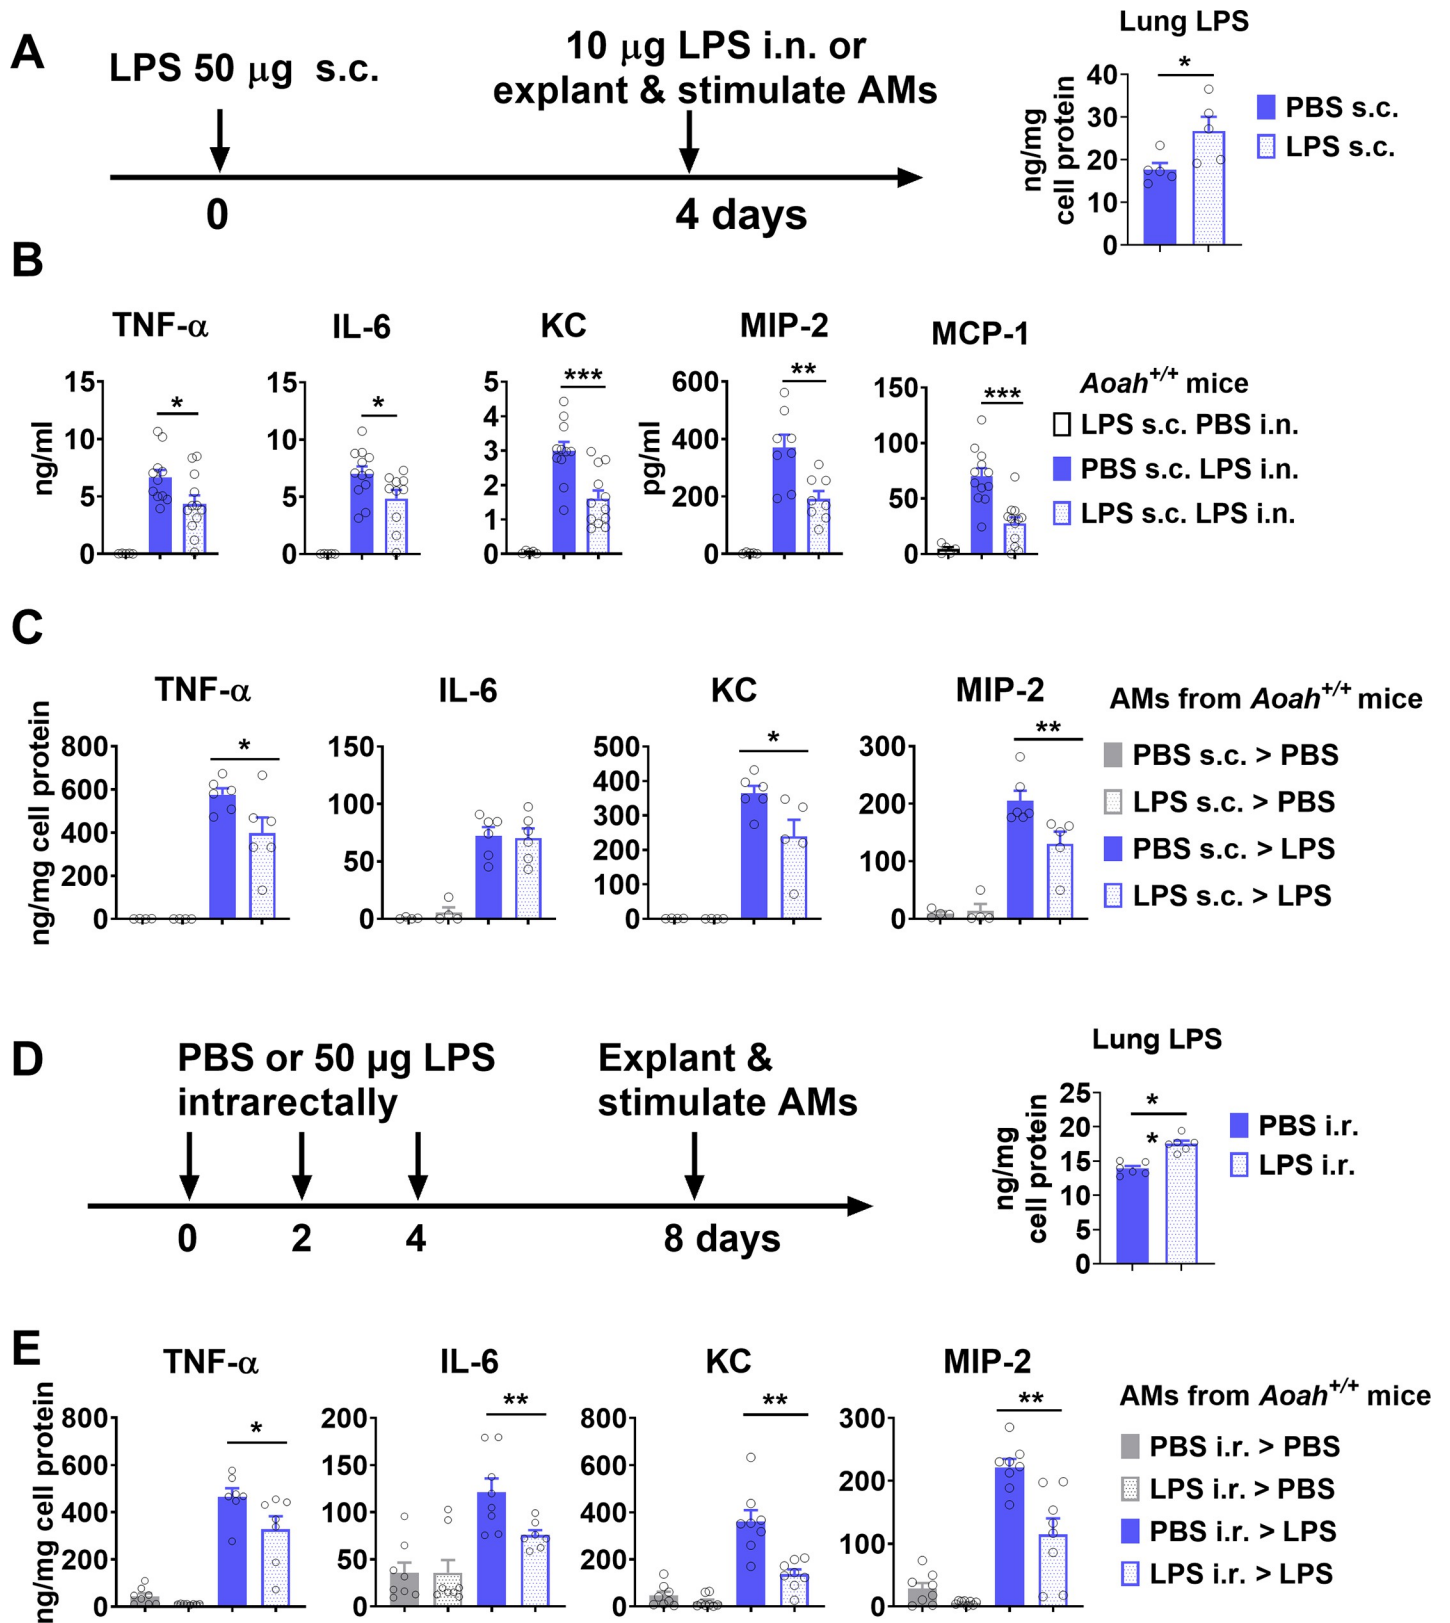 A
LPS 50 μg s.c.
10 μg LPS i.n. or
explant & stimulate AMs
0
4 days
Lung LPS
ng/mg
cell protein
40
30
20
10
0
*
PBS s.c.
LPS s.c.
B
TNF-α
ng/ml
15
10
5
0
*
IL-6
15
10
5
0
*
KC
5
4
3
2
1
0
***
MIP-2
pg/ml
600
400
200
0
**
MCP-1
150
100
50
0
***
Aoah+/+ mice
LPS s.c. PBS i.n.
PBS s.c. LPS i.n.
LPS s.c. LPS i.n.
C
ng/mg cell protein
TNF-α
800
600
400
200
0
*
IL-6
150
100
50
0
KC
500
400
300
200
100
0
*
MIP-2
300
200
100
0
**
AMs from Aoah+/+ mice
PBS s.c. > PBS
LPS s.c. > PBS
PBS s.c. > LPS
LPS s.c. > LPS
D
PBS or 50 µg LPS
intrarectally
Explant &
stimulate AMs
0
2
4
8 days
Lung LPS
ng/mg
cell protein
25
20
15
10
5
0
*
*
PBS i.r.
LPS i.r.
E
ng/mg cell protein
TNF-α
800
600
400
200
0
*
IL-6
200
150
100
50
0
**
KC
800
600
400
200
0
**
MIP-2
300
200
100
0
**
AMs from Aoah+/+ mice
PBS i.r. > PBS
LPS i.r. > PBS
PBS i.r. > LPS
LPS i.r. > LPS